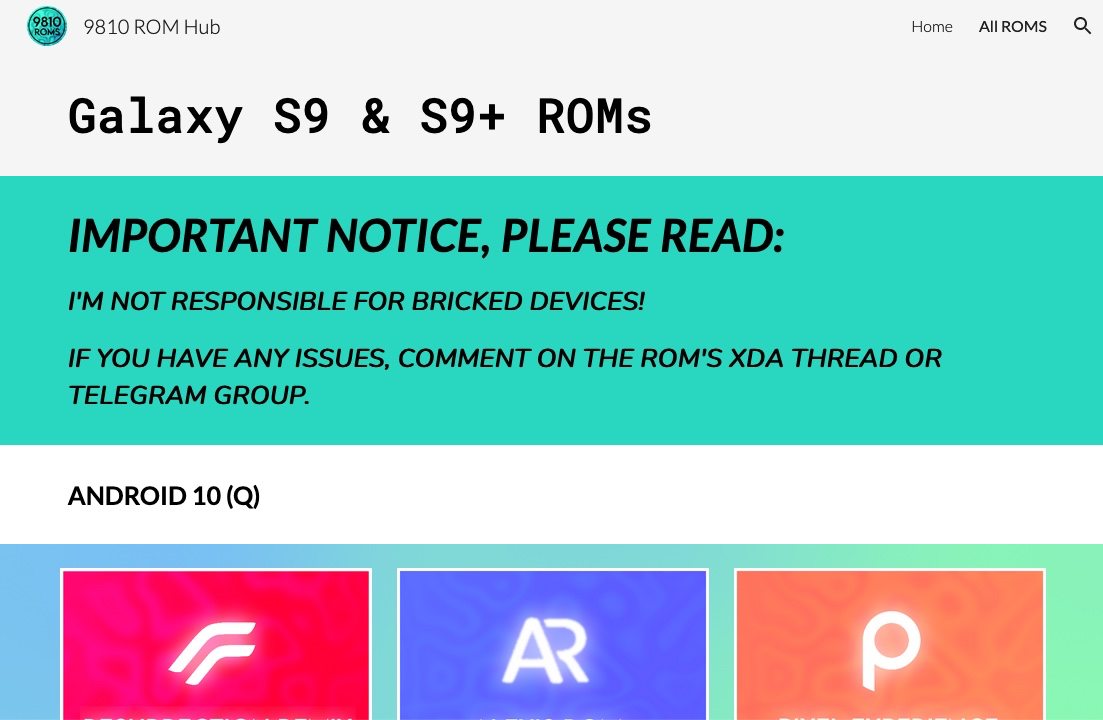 9810 ROMS
9810 ROM Hub
Home
All ROMS
Galaxy S9 & S9+ ROMs
IMPORTANT NOTICE, PLEASE READ:
I'M NOT RESPONSIBLE FOR BRICKED DEVICES!
IF YOU HAVE ANY ISSUES, COMMENT ON THE ROM'S XDA THREAD OR
TELEGRAM GROUP.
ANDROID 10 (Q)